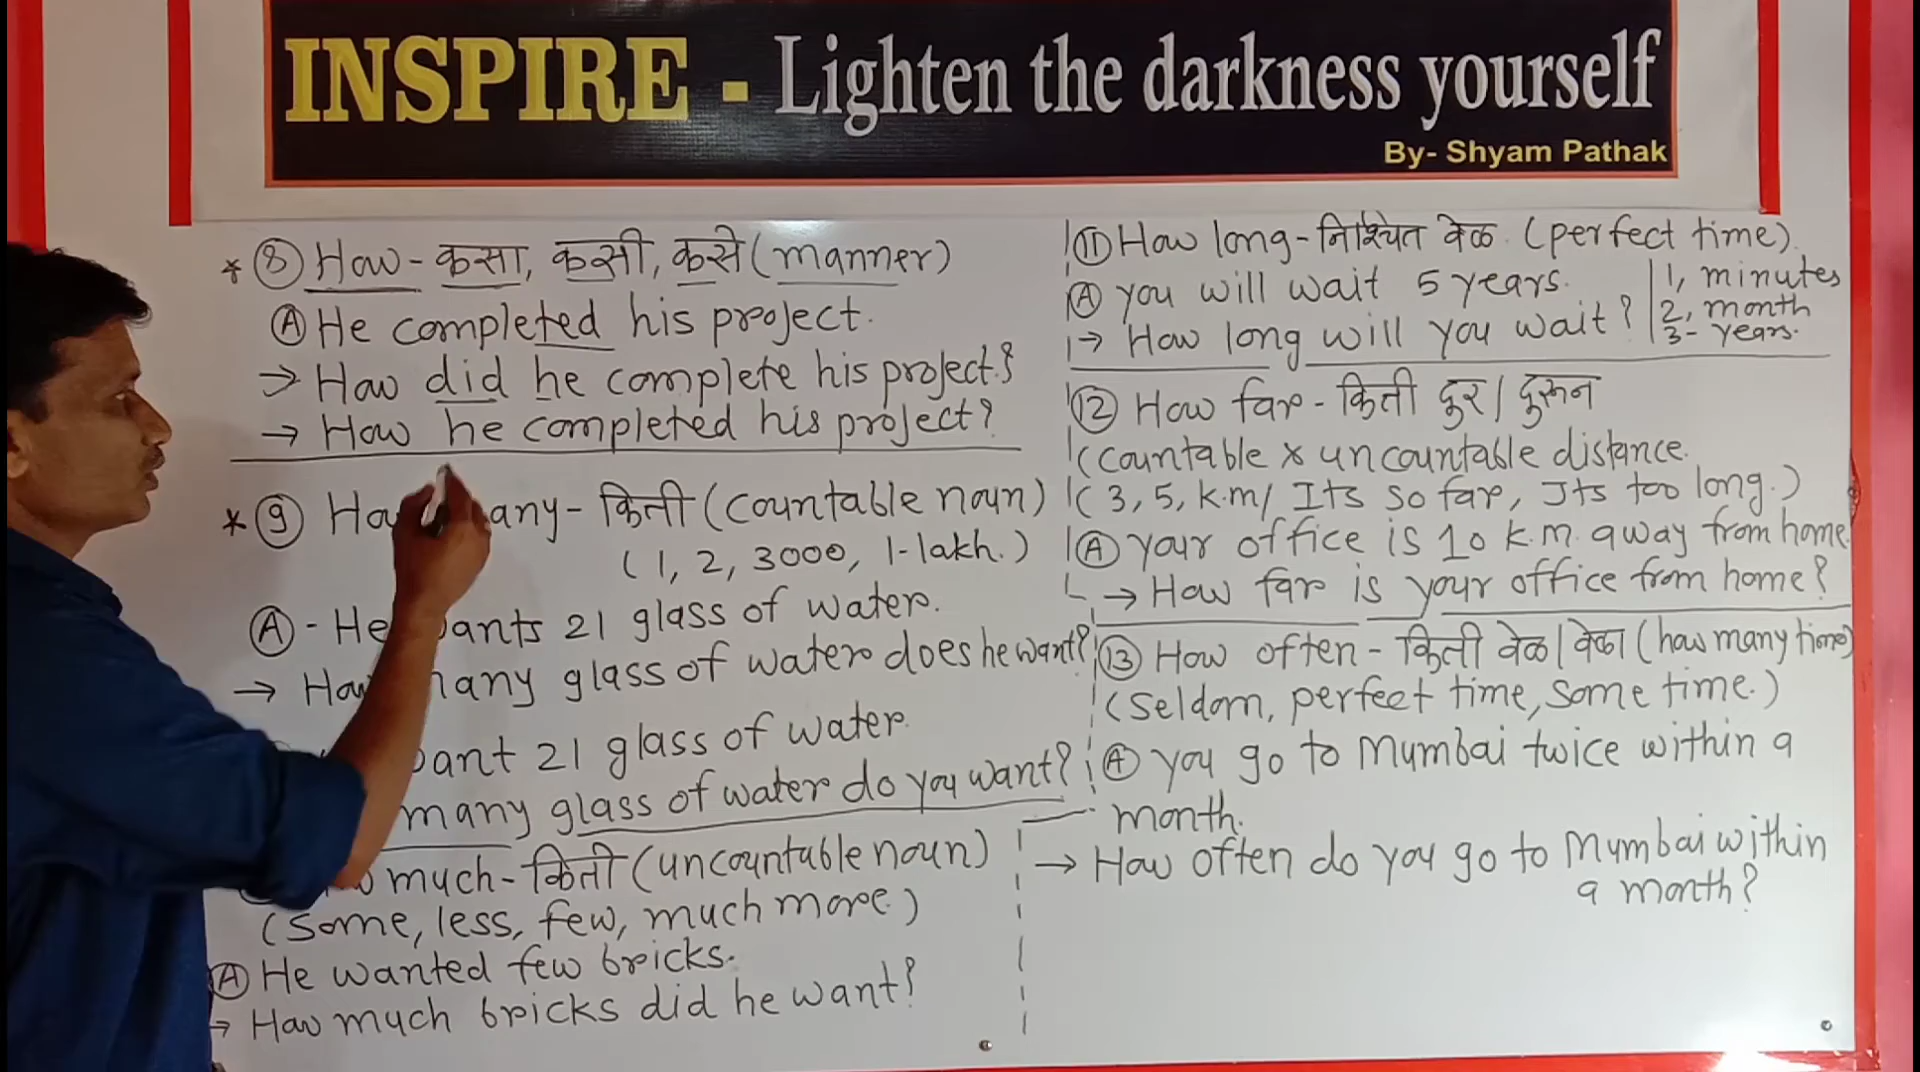 INSPIRE - Lighten the darkness yourself
By- Shyam Pathak
* ⑧ How - कसा, कसी, कसे (manner)
Ⓐ He completed his project.
→ How did he complete his project?
→ How he completed his project?
* ⑨ How many - किती (countable noun)
(1, 2, 3000, 1-lakh.)
Ⓐ - He wants 21 glass of water.
→ How many glass of water does he want?
want 21 glass of water.
many glass of water do you want?
much - किती (uncountable noun)
(some, less, few, much more.)
Ⓐ He wanted few bricks.
→ How much bricks did he want?
⑪ How long - निश्चित वेळ (perfect time)
Ⓐ you will wait 5 years.
→ How long will you wait?
1, minutes
2, month
3- years.
⑫ How far - किती दुर / दुरून
(countable x uncountable distance.
(3, 5, k.m/ Its so far, Its too long.)
Ⓐ your office is 10 k.m. away from home
→ How far is your office from home?
⑬ How often - किती वेळ / वेळा (how many time)
(seldom, perfect time, some time.)
Ⓐ you go to Mumbai twice within a
month.
→ How often do you go to Mumbai within
a month?